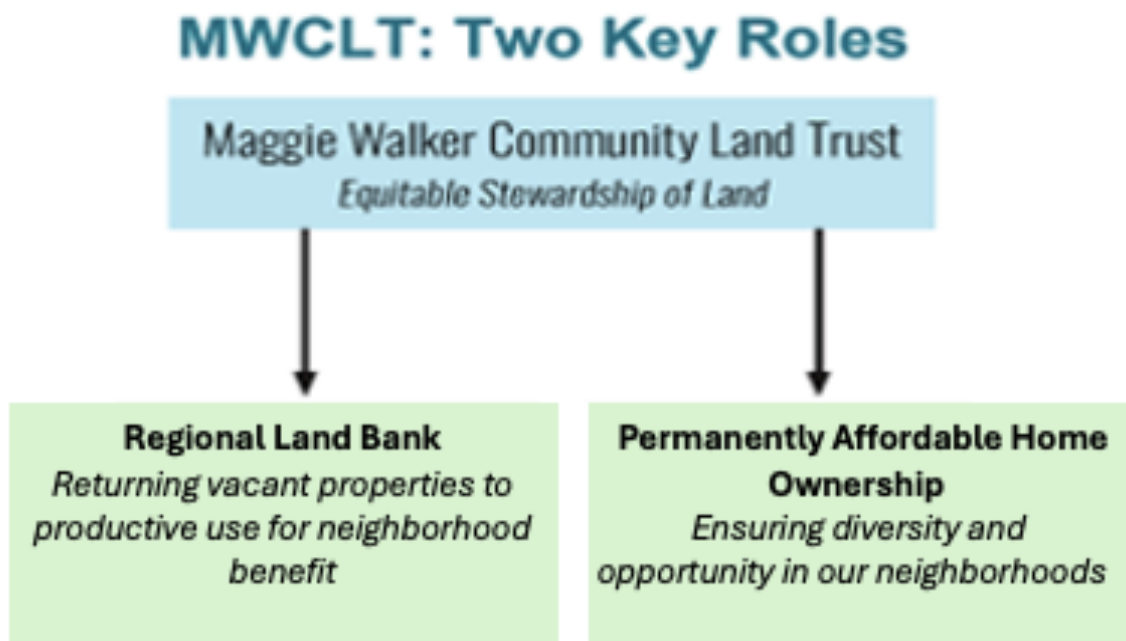 MWCLT: Two Key Roles
Maggie Walker Community Land Trust
Equitable Stewardship of Land
Regional Land Bank
Returning vacant properties to
productive use for neighborhood
benefit
Permanently Affordable Home
Ownership
Ensuring diversity and
opportunity in our neighborhoods